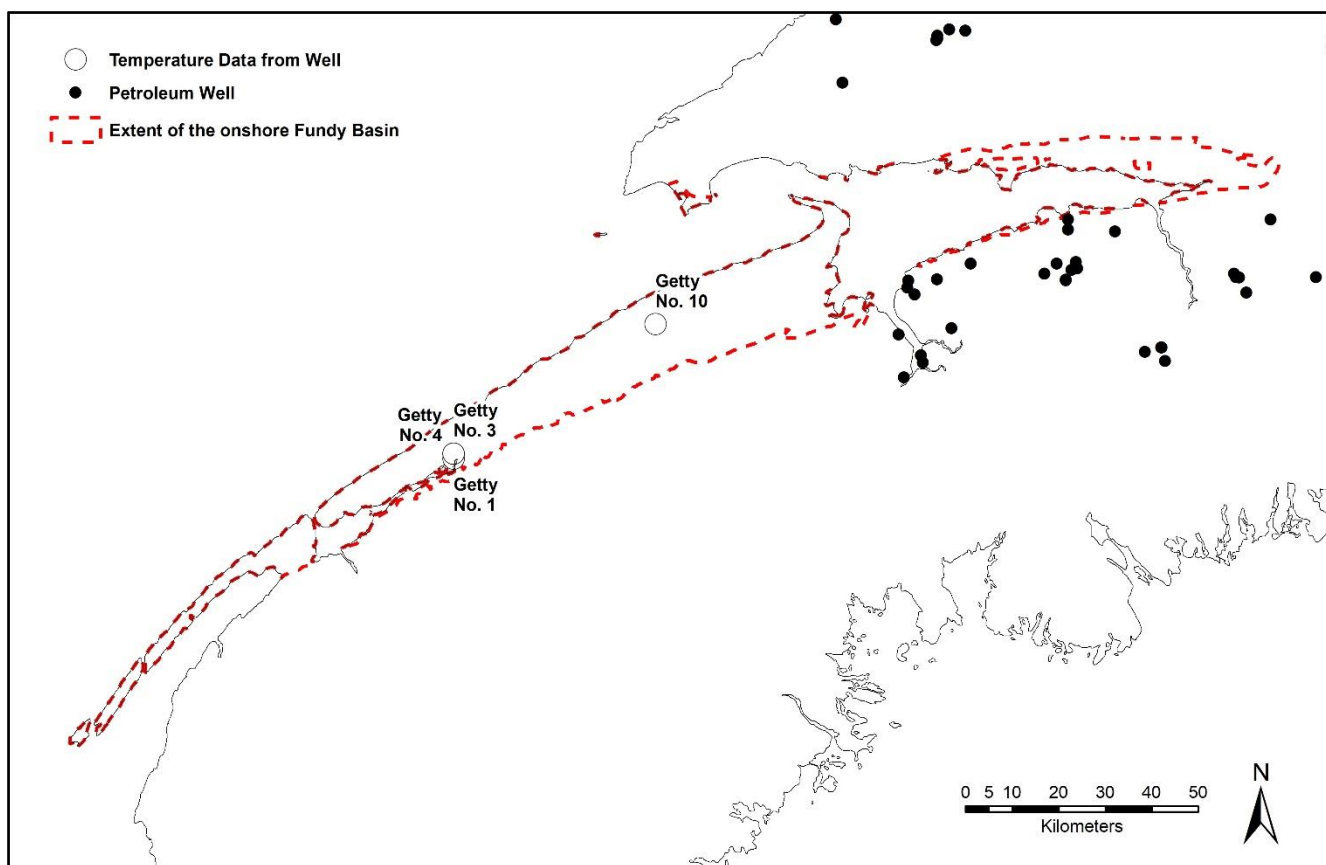 Temperature Data from Well
Petroleum Well
Extent of the onshore Fundy Basin
Getty
No. 10
Getty
No. 4
Getty
No. 3
Getty
No. 1
0 5 10 20 30 40 50
Kilometers
N